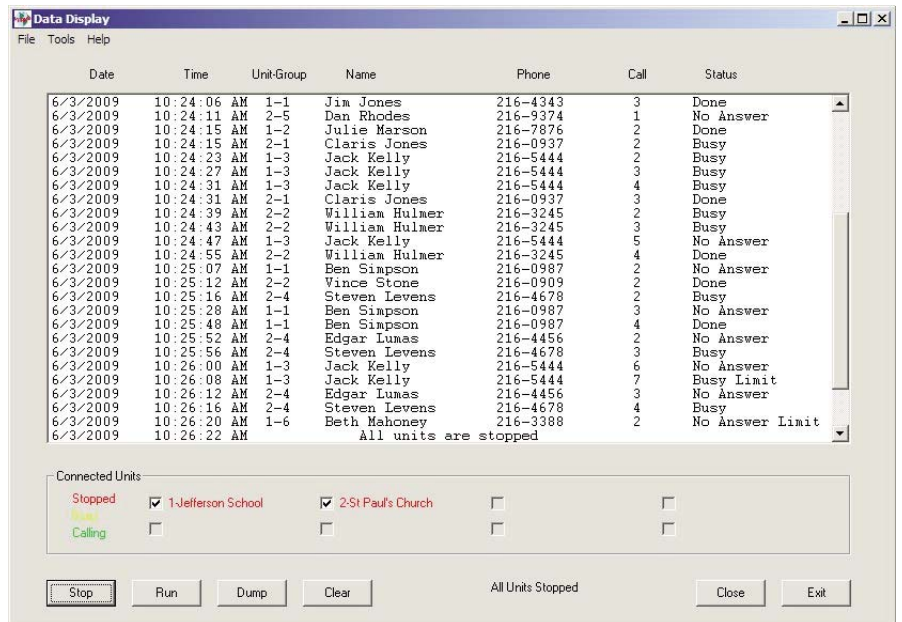 Data Display
File Tools Help
Date Time Unit-Group Name Phone Call Status
6/3/2009 10:24:06 AM 1-1 Jim Jones 216-4343 3 Done
6/3/2009 10:24:11 AM 2-5 Dan Rhodes 216-9374 1 No Answer
6/3/2009 10:24:15 AM 1-2 Julie Marson 216-7876 2 Done
6/3/2009 10:24:15 AM 2-1 Claris Jones 216-0937 2 Busy
6/3/2009 10:24:23 AM 1-3 Jack Kelly 216-5444 2 Busy
6/3/2009 10:24:27 AM 1-3 Jack Kelly 216-5444 3 Busy
6/3/2009 10:24:31 AM 1-3 Jack Kelly 216-5444 4 Busy
6/3/2009 10:24:31 AM 2-1 Claris Jones 216-0937 3 Done
6/3/2009 10:24:39 AM 2-2 William Hulmer 216-3245 2 Busy
6/3/2009 10:24:43 AM 2-2 William Hulmer 216-3245 3 Busy
6/3/2009 10:24:47 AM 1-3 Jack Kelly 216-5444 5 No Answer
6/3/2009 10:24:55 AM 2-2 William Hulmer 216-3245 4 Done
6/3/2009 10:25:07 AM 1-1 Ben Simpson 216-0987 2 No Answer
6/3/2009 10:25:12 AM 2-2 Vince Stone 216-0909 2 Done
6/3/2009 10:25:16 AM 2-4 Steven Levens 216-4678 2 Busy
6/3/2009 10:25:28 AM 1-1 Ben Simpson 216-0987 3 No Answer
6/3/2009 10:25:48 AM 1-1 Ben Simpson 216-0987 4 Done
6/3/2009 10:25:52 AM 2-4 Edgar Lumas 216-4456 2 No Answer
6/3/2009 10:25:56 AM 2-4 Steven Levens 216-4678 3 Busy
6/3/2009 10:26:00 AM 1-3 Jack Kelly 216-5444 6 No Answer
6/3/2009 10:26:08 AM 1-3 Jack Kelly 216-5444 7 Busy Limit
6/3/2009 10:26:12 AM 2-4 Edgar Lumas 216-4456 3 No Answer
6/3/2009 10:26:16 AM 2-4 Steven Levens 216-4678 4 Busy
6/3/2009 10:26:20 AM 1-6 Beth Mahoney 216-3388 2 No Answer Limit
6/3/2009 10:26:22 AM All units are stopped
Connected Units
Stopped 1-Jefferson School 2-St Paul's Church
Calling
Stop Run Dump Clear All Units Stopped Close Exit